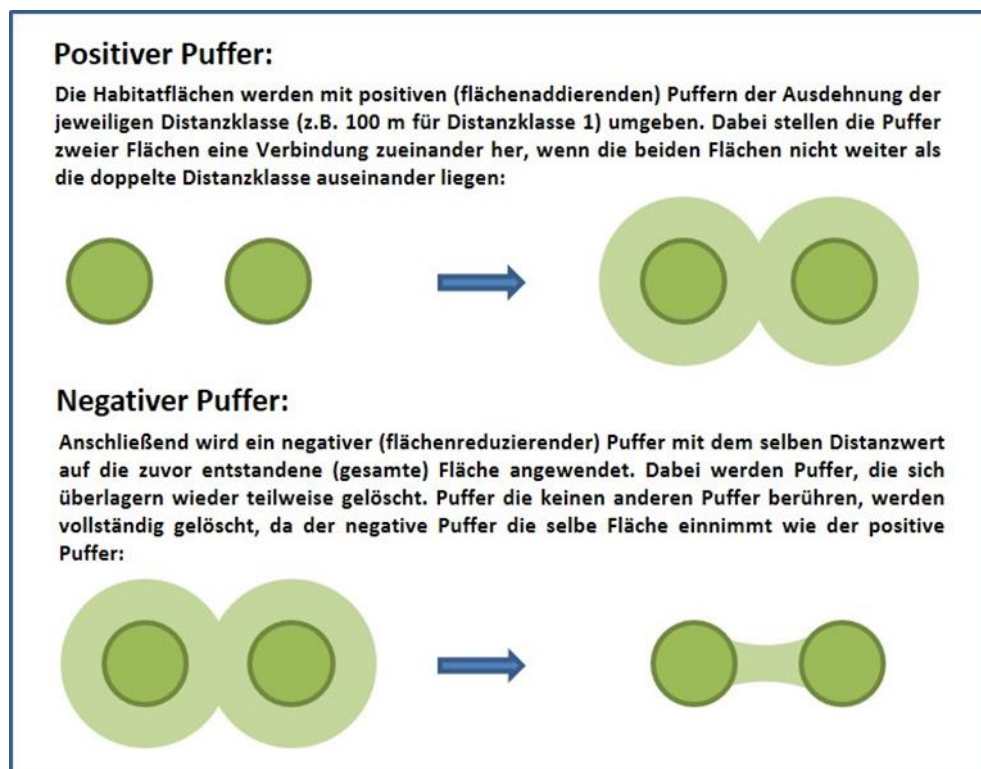 Positiver Puffer:
Die Habitatflächen werden mit positiven (flächenaddierenden) Puffern der Ausdehnung der
jeweiligen Distanzklasse (z.B. 100 m für Distanzklasse 1) umgeben. Dabei stellen die Puffer
zweier Flächen eine Verbindung zueinander her, wenn die beiden Flächen nicht weiter als
die doppelte Distanzklasse auseinander liegen:
Negativer Puffer:
Anschließend wird ein negativer (flächenreduzierender) Puffer mit dem selben Distanzwert
auf die zuvor entstandene (gesamte) Fläche angewendet. Dabei werden Puffer, die sich
überlagern wieder teilweise gelöscht. Puffer die keinen anderen Puffer berühren, werden
vollständig gelöscht, da der negative Puffer die selbe Fläche einnimmt wie der positive
Puffer: